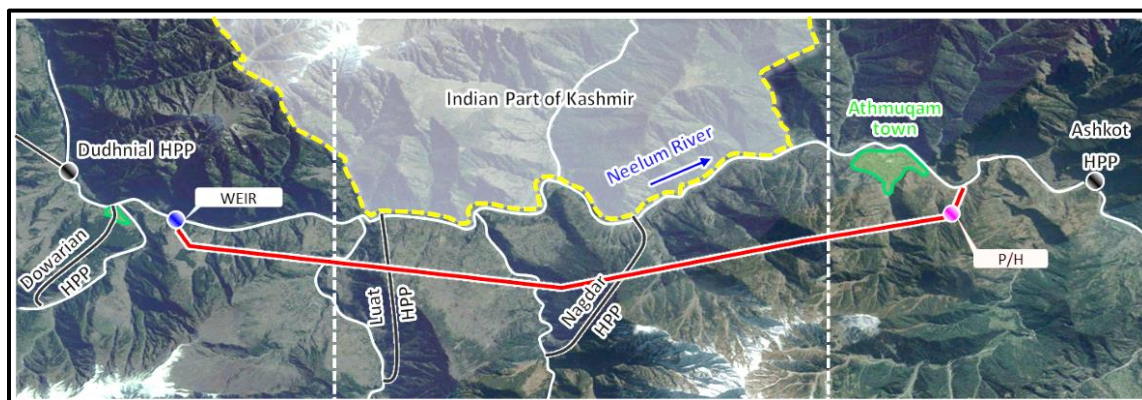 Indian Part of Kashmir
Neelum River
Athmuqam
town
Ashkot
HPP
Dudhnial HPP
WEIR
Dowarian
HPP
Luat
HPP
Nagdar
HPP
P/H